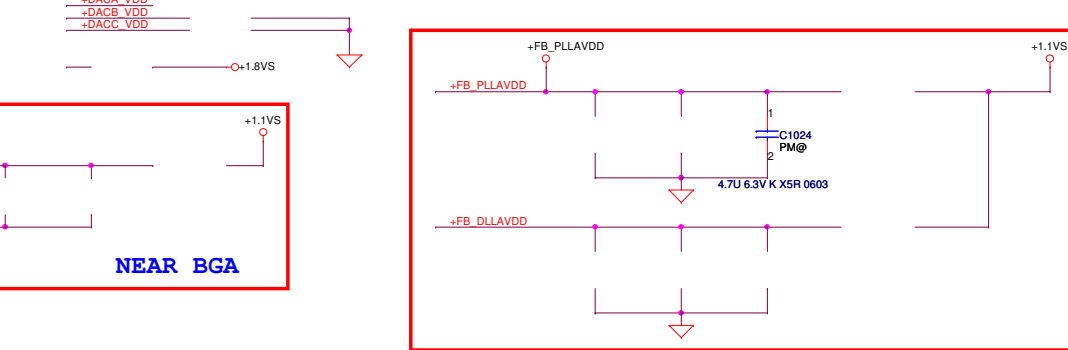 +DACA_VDD
+DACB_VDD
+DACC_VDD
+1.8VS
+1.1VS
NEAR BGA
+FB_PLLAVDD
+1.1VS
+FB_PLLAVDD
1
C1024
PM@
2
4.7U 6.3V K X5R 0603
+FB_DLLAVDD